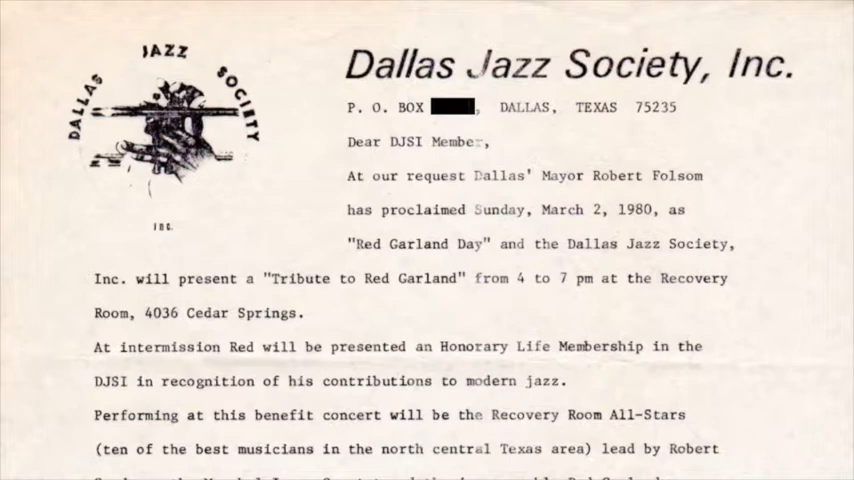 DALLAS JAZZ SOCIETY
INC.
Dallas Jazz Society, Inc.
P. O. BOX , DALLAS, TEXAS 75235
Dear DJSI Member,
At our request Dallas' Mayor Robert Folsom
has proclaimed Sunday, March 2, 1980, as
"Red Garland Day" and the Dallas Jazz Society,
Inc. will present a "Tribute to Red Garland" from 4 to 7 pm at the Recovery
Room, 4036 Cedar Springs.
At intermission Red will be presented an Honorary Life Membership in the
DJSI in recognition of his contributions to modern jazz.
Performing at this benefit concert will be the Recovery Room All-Stars
(ten of the best musicians in the north central Texas area) lead by Robert